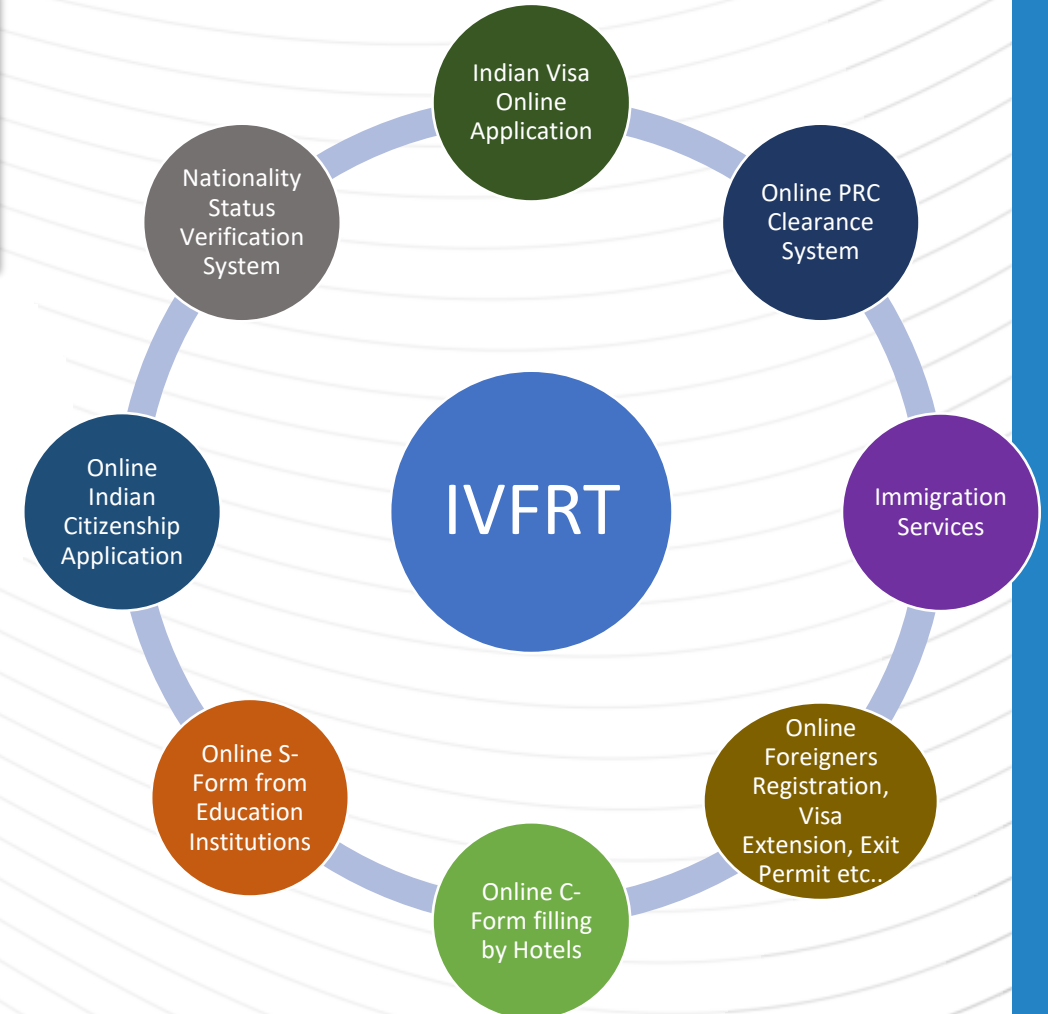 Indian Visa
Online
Application
Online PRC
Clearance
System
Immigration
Services
Online
Foreigners
Registration,
Visa
Extension, Exit
Permit etc..
Online C-
Form filling
by Hotels
Online S-
Form from
Education
Institutions
Online
Indian
Citizenship
Application
Nationality
Status
Verification
System
IVFRT